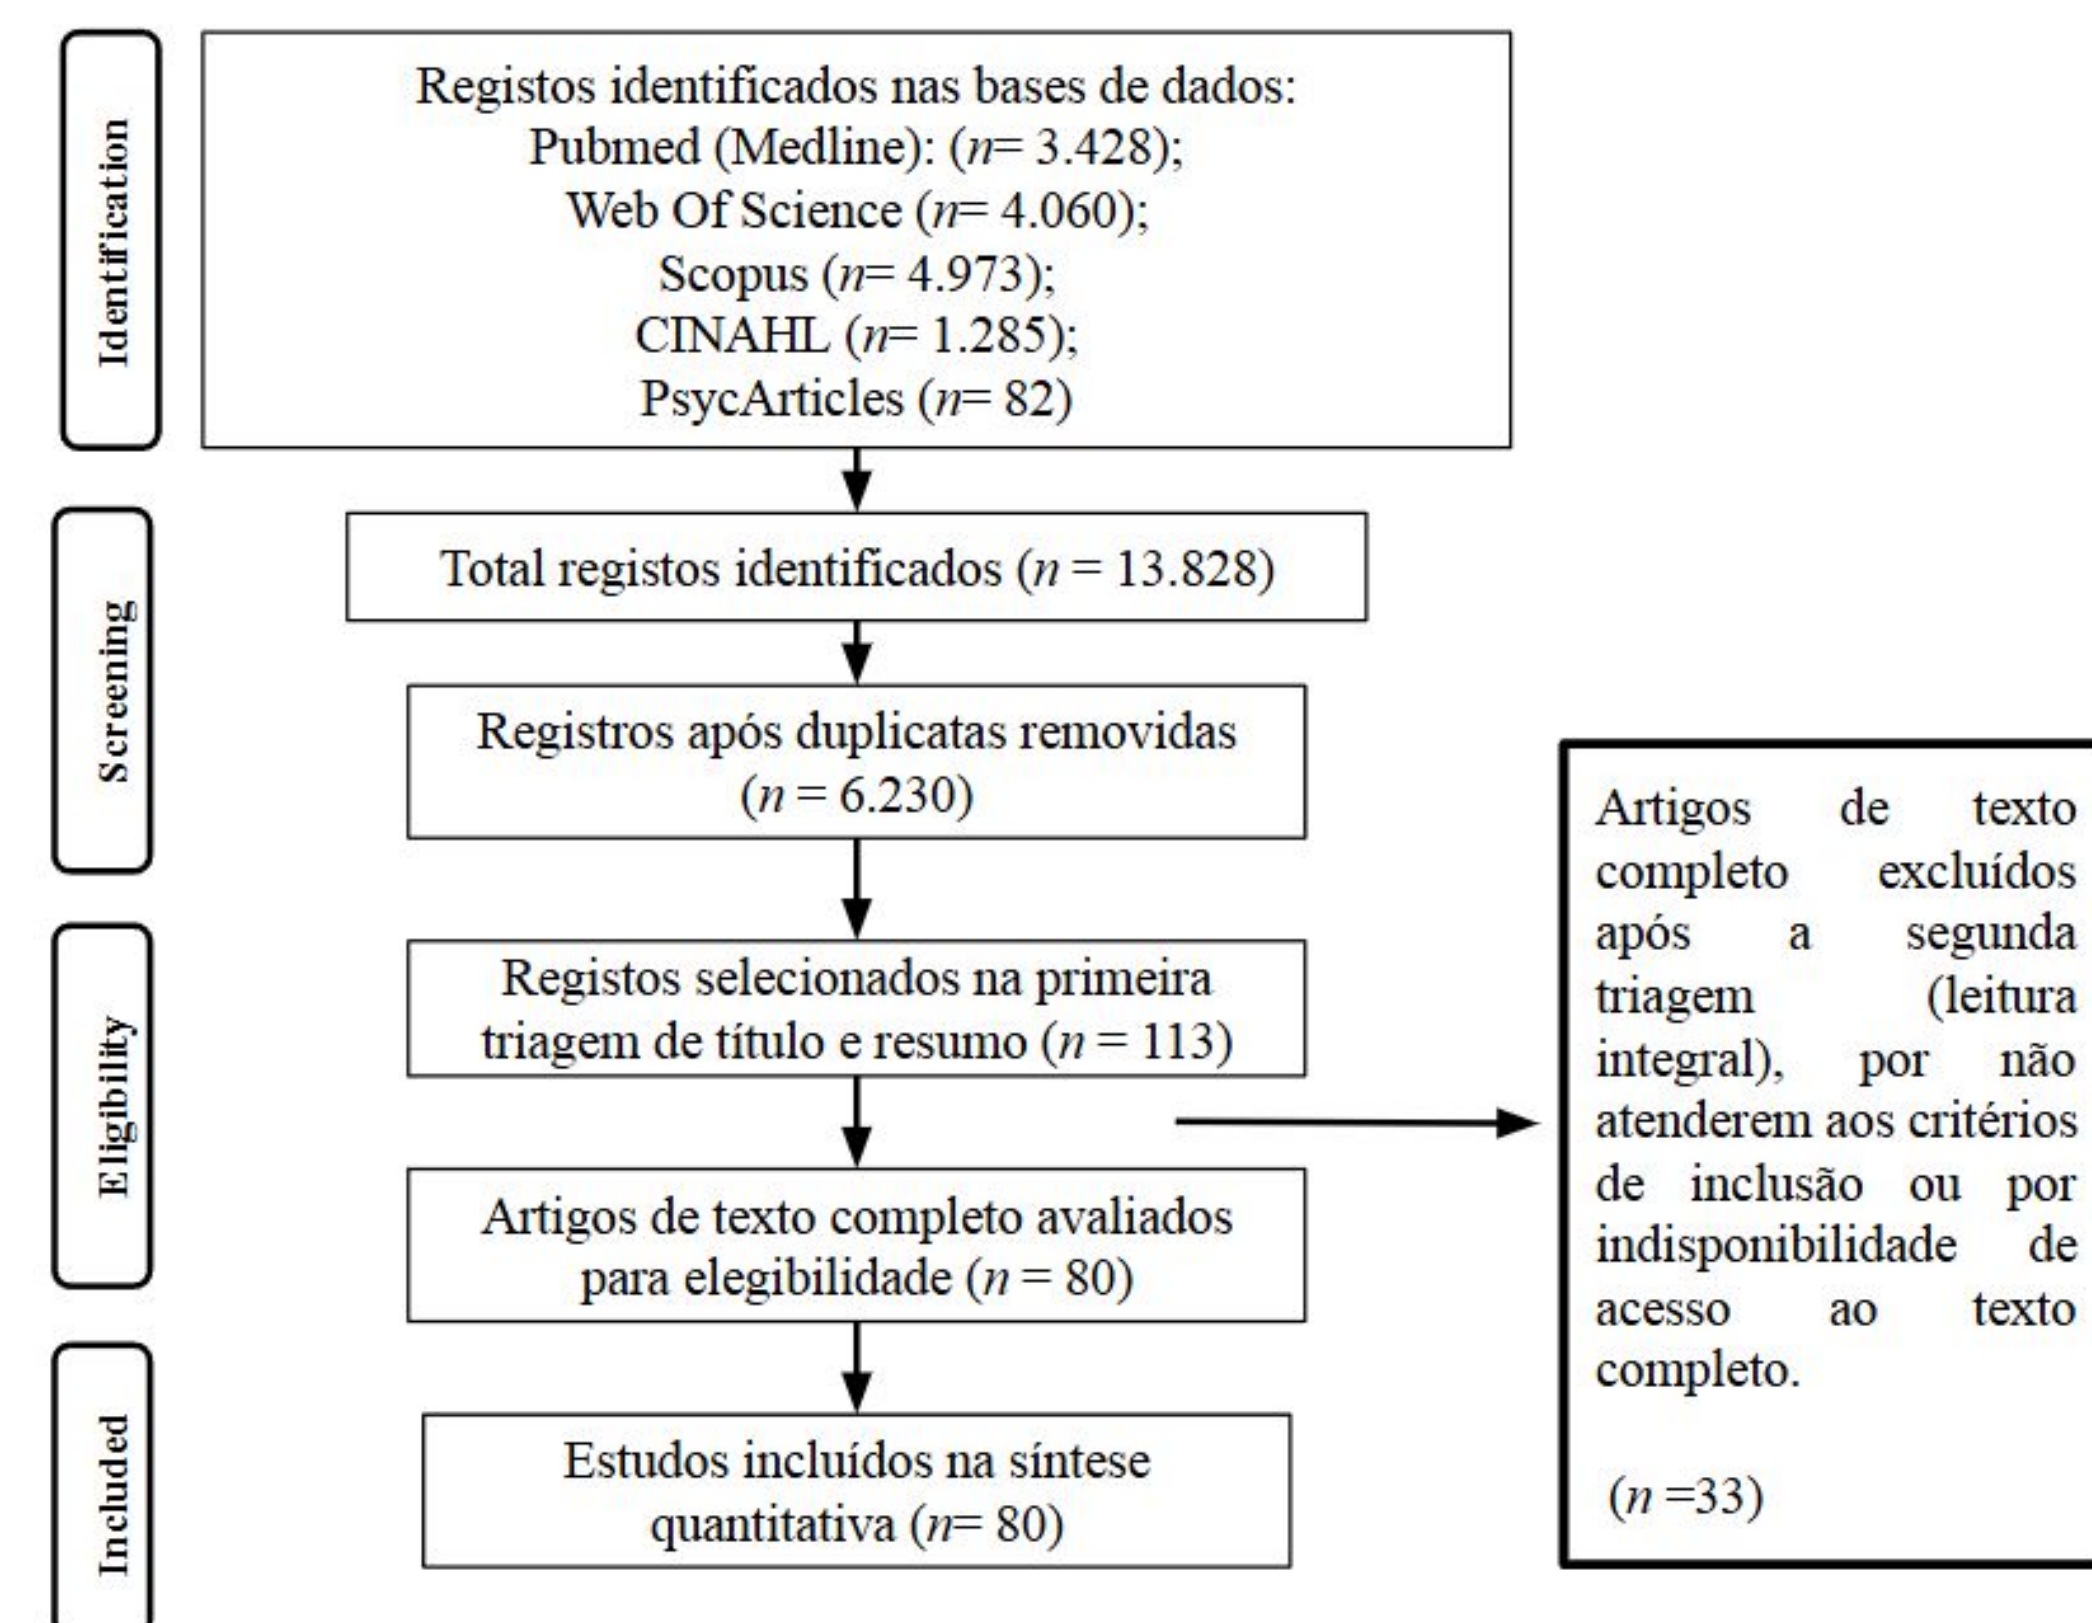 Identification
Registos identificados nas bases de dados:
Pubmed (Medline): (n= 3.428);
Web Of Science (n= 4.060);
Scopus (n= 4.973);
CINAHL (n= 1.285);
PsycArticles (n= 82)
Screening
Total registos identificados (n = 13.828)
Registros após duplicatas removidas
(n = 6.230)
Eligibility
Registos selecionados na primeira
triagem de título e resumo (n = 113)
Artigos de texto completo avaliados
para elegibilidade (n = 80)
Artigos de texto
completo excluídos
após a segunda
triagem (leitura
integral), por não
atenderem aos critérios
de inclusão ou por
indisponibilidade de
acesso ao texto
completo.
(n =33)
Included
Estudos incluídos na síntese
quantitativa (n= 80)